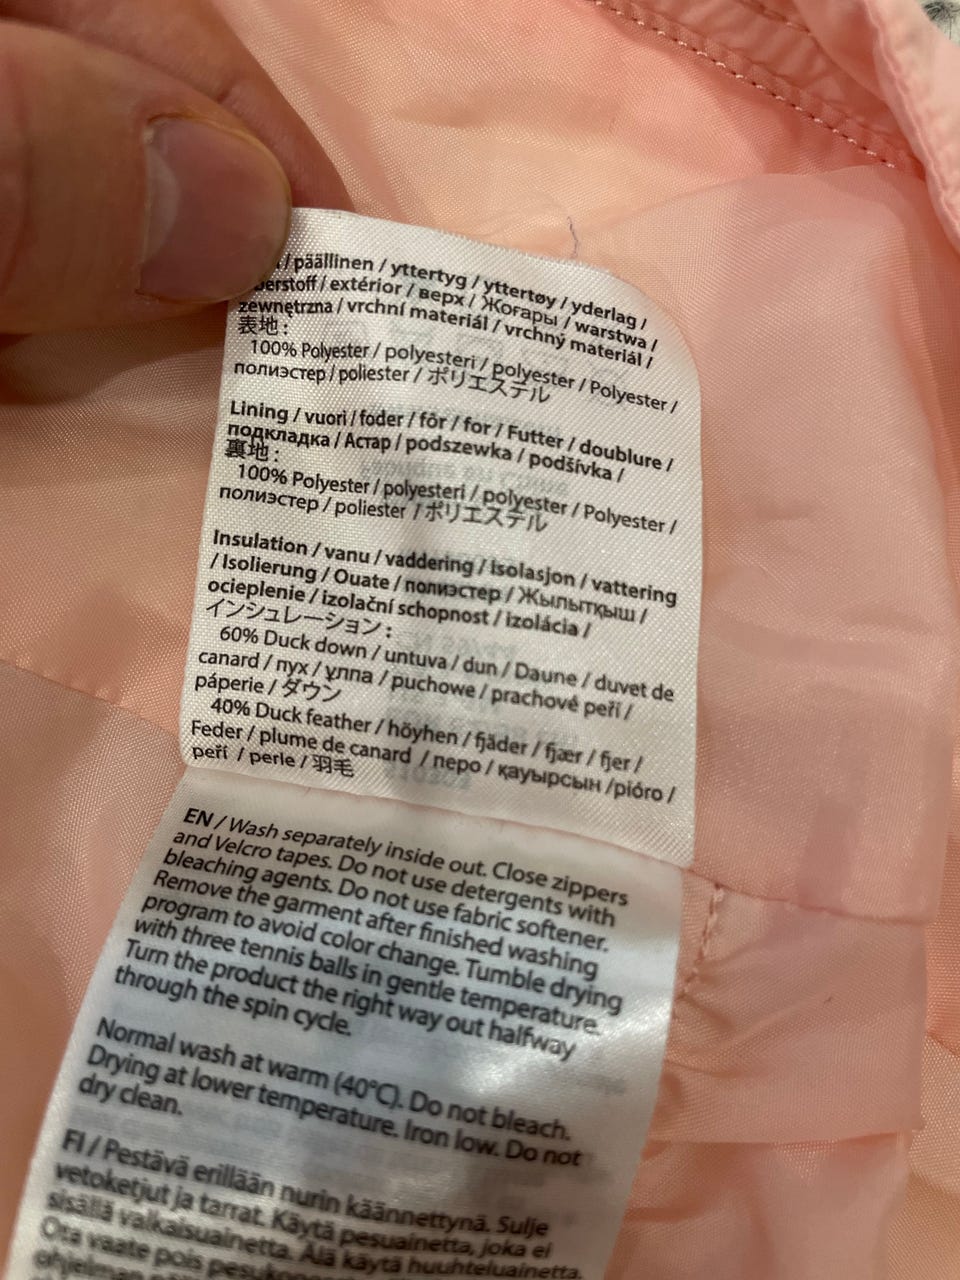 / päällinen / yttertyg / yttertøy / yderlag /
berstoff / extérior / верх / Жоғары / warstwa /
zewnętrzna / vrchní materiál / vrchný materiál /
表地 :
100% Polyester / polyesteri / polyester / Polyester /
полиэстер / poliester / ポリエステル
Lining / vuori / foder / fôr / for / Futter / doublure /
подкладка / Астар / podszewka / podšívka /
裏地 :
100% Polyester / polyesteri / polyester / Polyester /
полиэстер / poliester / ポリエステル
Insulation / vanu / vaddering / isolasjon / vattering
/ Isolierung / Ouate / полиэстер / Жылытқыш /
ocieplenie / izolační schopnost / izolácia /
インシュレーション :
60% Duck down / untuva / dun / Daune / duvet de
canard / пух / ұлпа / puchowe / prachové peří /
páperie / ダウン
40% Duck feather / höyhen / fjäder / fjær / fjer /
Feder / plume de canard / перо / қауырсын /pióro /
peří / perie / 羽毛
EN / Wash separately inside out. Close zippers
and Velcro tapes. Do not use detergents with
bleaching agents. Do not use fabric softener.
Remove the garment after finished washing
program to avoid color change. Tumble drying
with three tennis balls in gentle temperature.
Turn the product the right way out halfway
through the spin cycle.
Normal wash at warm (40°C). Do not bleach.
Drying at lower temperature. Iron low. Do not
dry clean.
FI / Pestävä erillään nurin käännettynä. Sulje
vetoketjut ja tarrat. Käytä pesuainetta, joka ei
sisällä valkaisuainetta. Älä käytä huuhteluainetta.
Ota vaate pois pesukoneesta
ohjelman